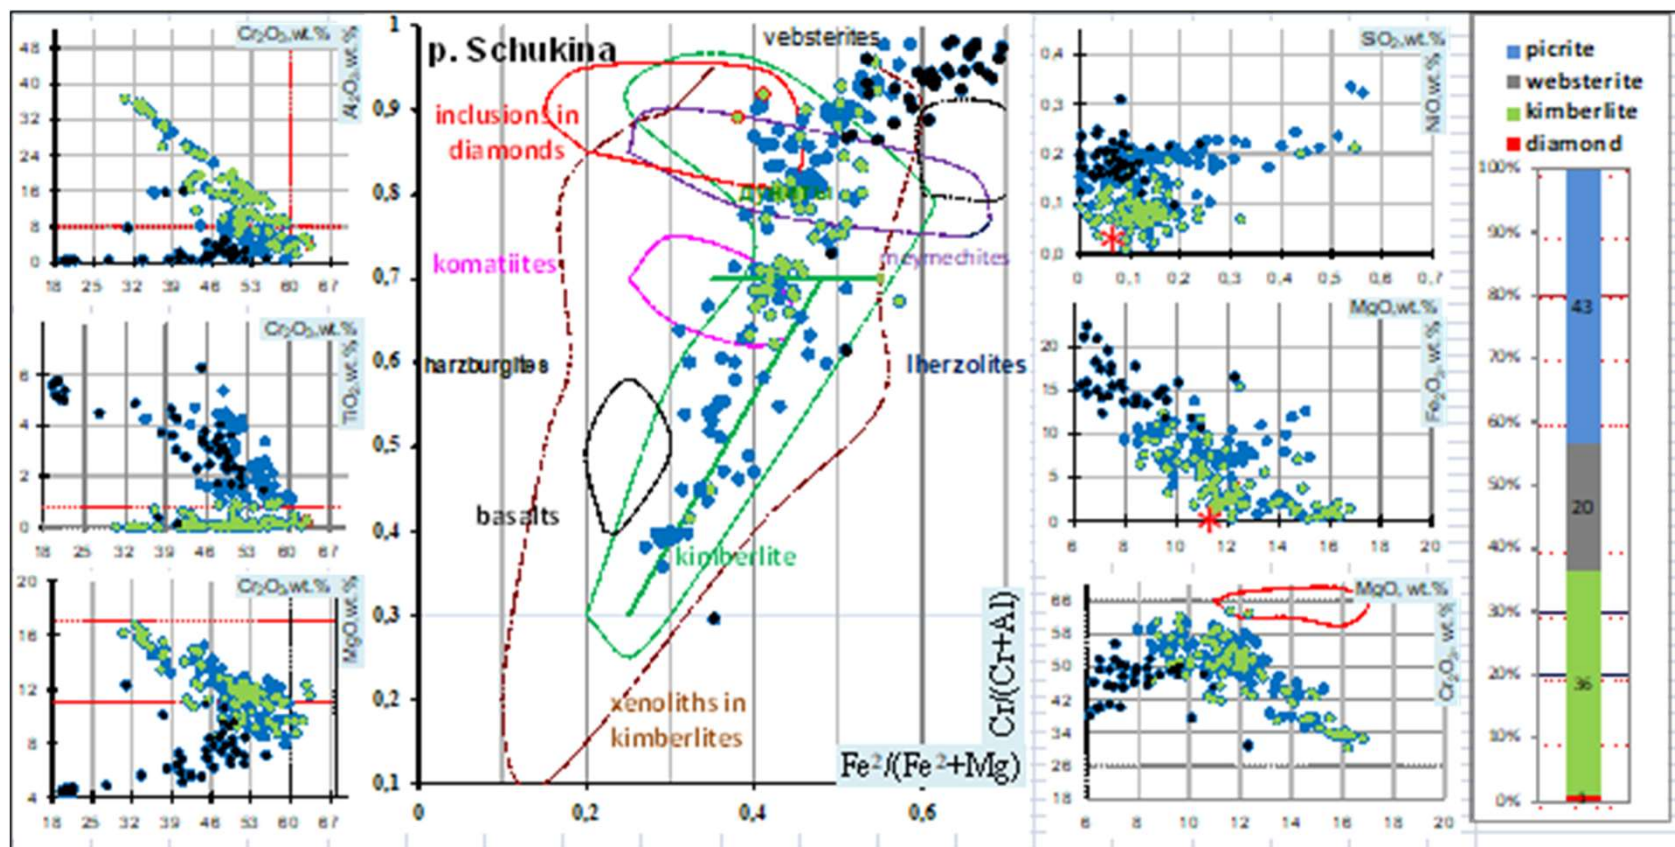 Cr₂O₃,wt.%
Al₂O₃,wt.%
48
40
32
24
16
8
0
18 25 32 39 46 53 60 67
Cr₂O₃,wt.%
TiO₂,wt.%
6
4
2
0
18 25 32 39 46 53 60 67
Cr₂O₃,wt.%
MgO,wt.%
20
16
12
8
4
18 25 32 39 46 53 60 67
p. Schukina
vebsterites
inclusions in
diamonds
komatiites
meymechites
harzburgites
lherzolites
basalts
kimberlite
xenoliths in
kimberlites
Cr/(Cr+Al)
Fe²/(Fe²+Mg)
1
0,9
0,8
0,7
0,6
0,5
0,4
0,3
0,2
0,1
0 0,2 0,4 0,6
SiO₂,wt.%
NiO,wt.%
0,4
0,3
0,2
0,1
0,0
0 0,1 0,2 0,3 0,4 0,5 0,6 0,7
MgO,wt.%
Fe₂O₃,wt.%
20
15
10
5
0
6 8 10 12 14 16 18 20
MgO, wt.%
Cr₂O₃, wt.%
66
58
50
42
34
26
18
6 8 10 12 14 16 18 20
picrite
websterite
kimberlite
diamond
100%
90%
80%
70%
60%
50%
40%
30%
20%
10%
0%
43
20
36